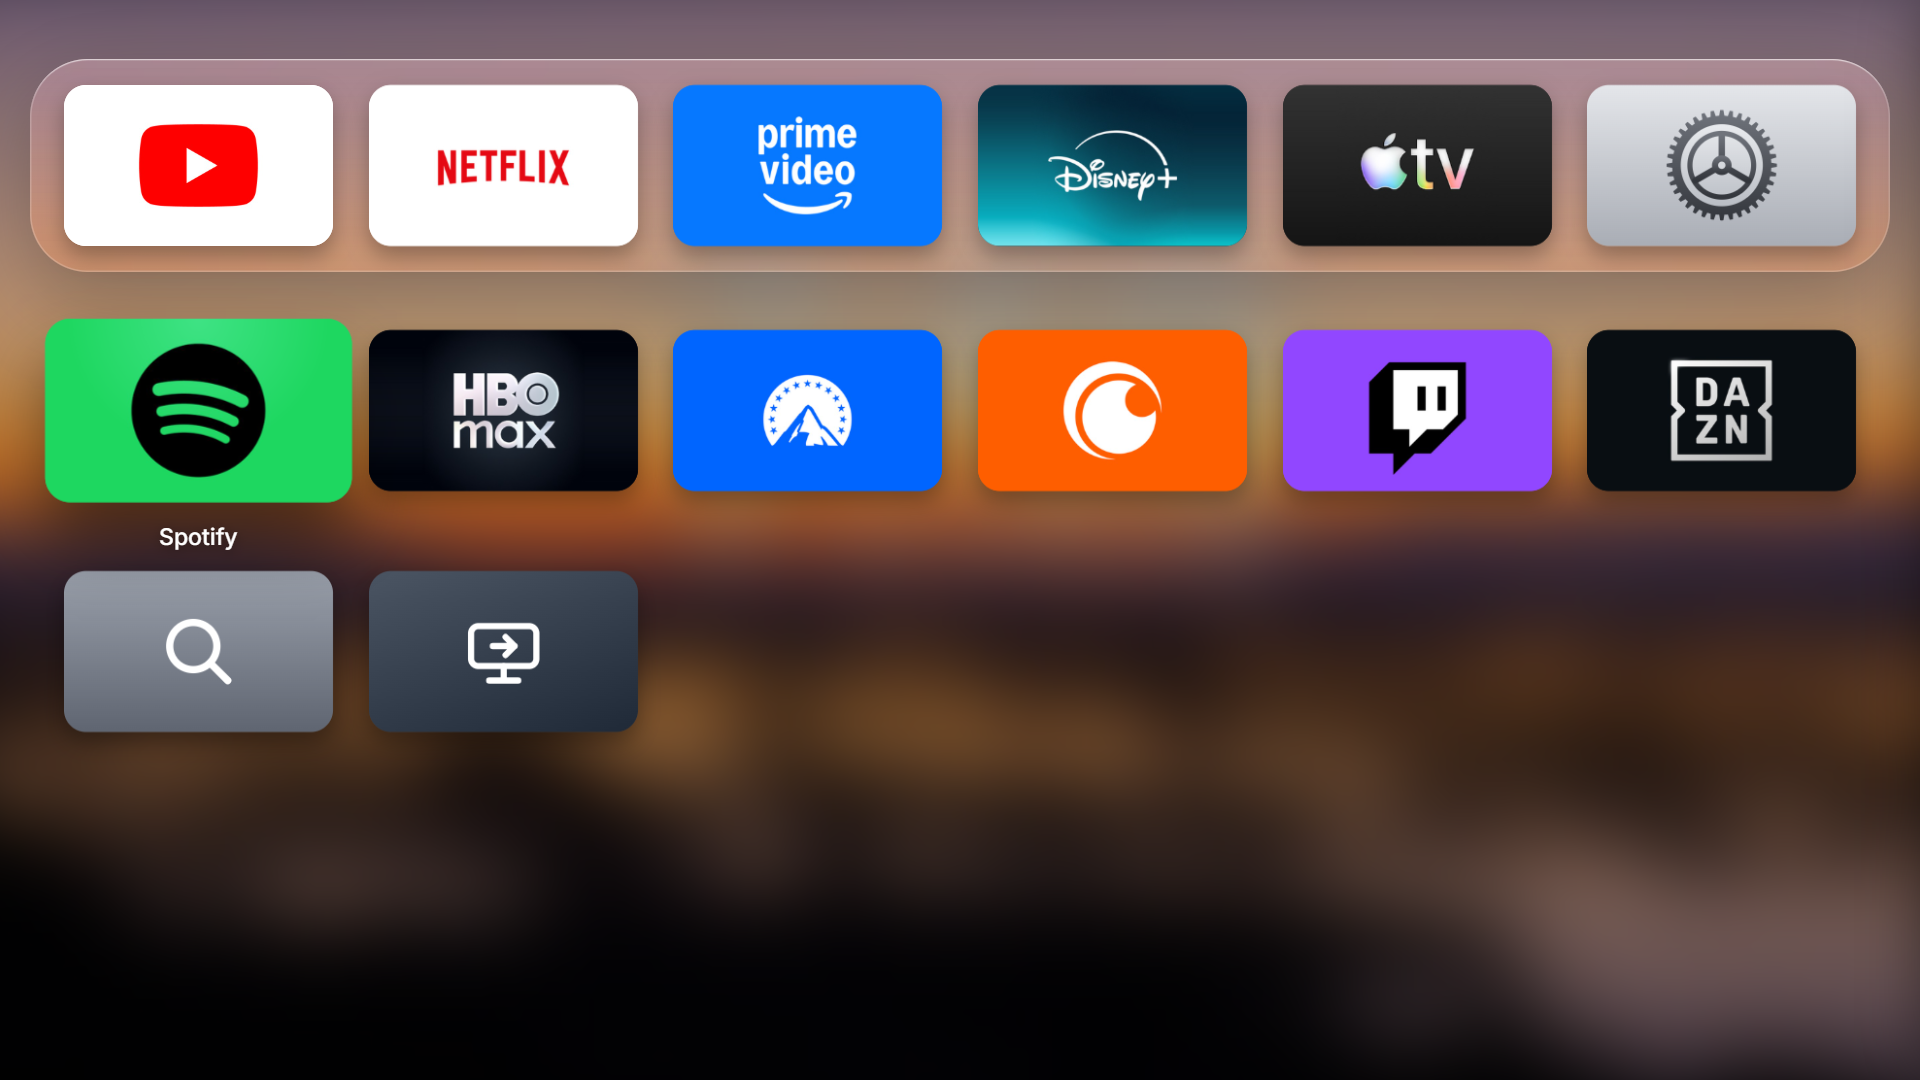 NETFLIX
prime
video
Disney+
tv
HBO
max
DA
ZN
Spotify